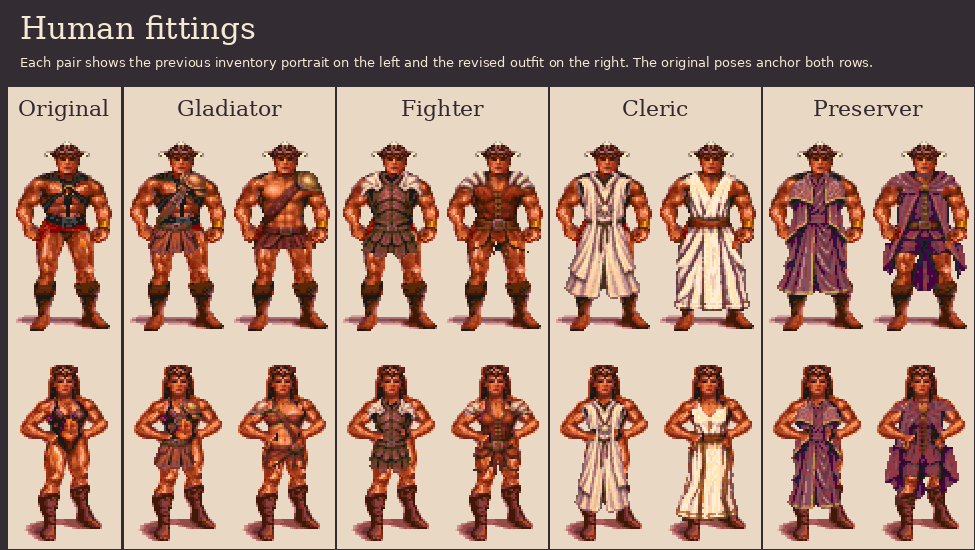 Human fittings
Each pair shows the previous inventory portrait on the left and the revised outfit on the right. The original poses anchor both rows.
Original Gladiator Fighter Cleric Preserver